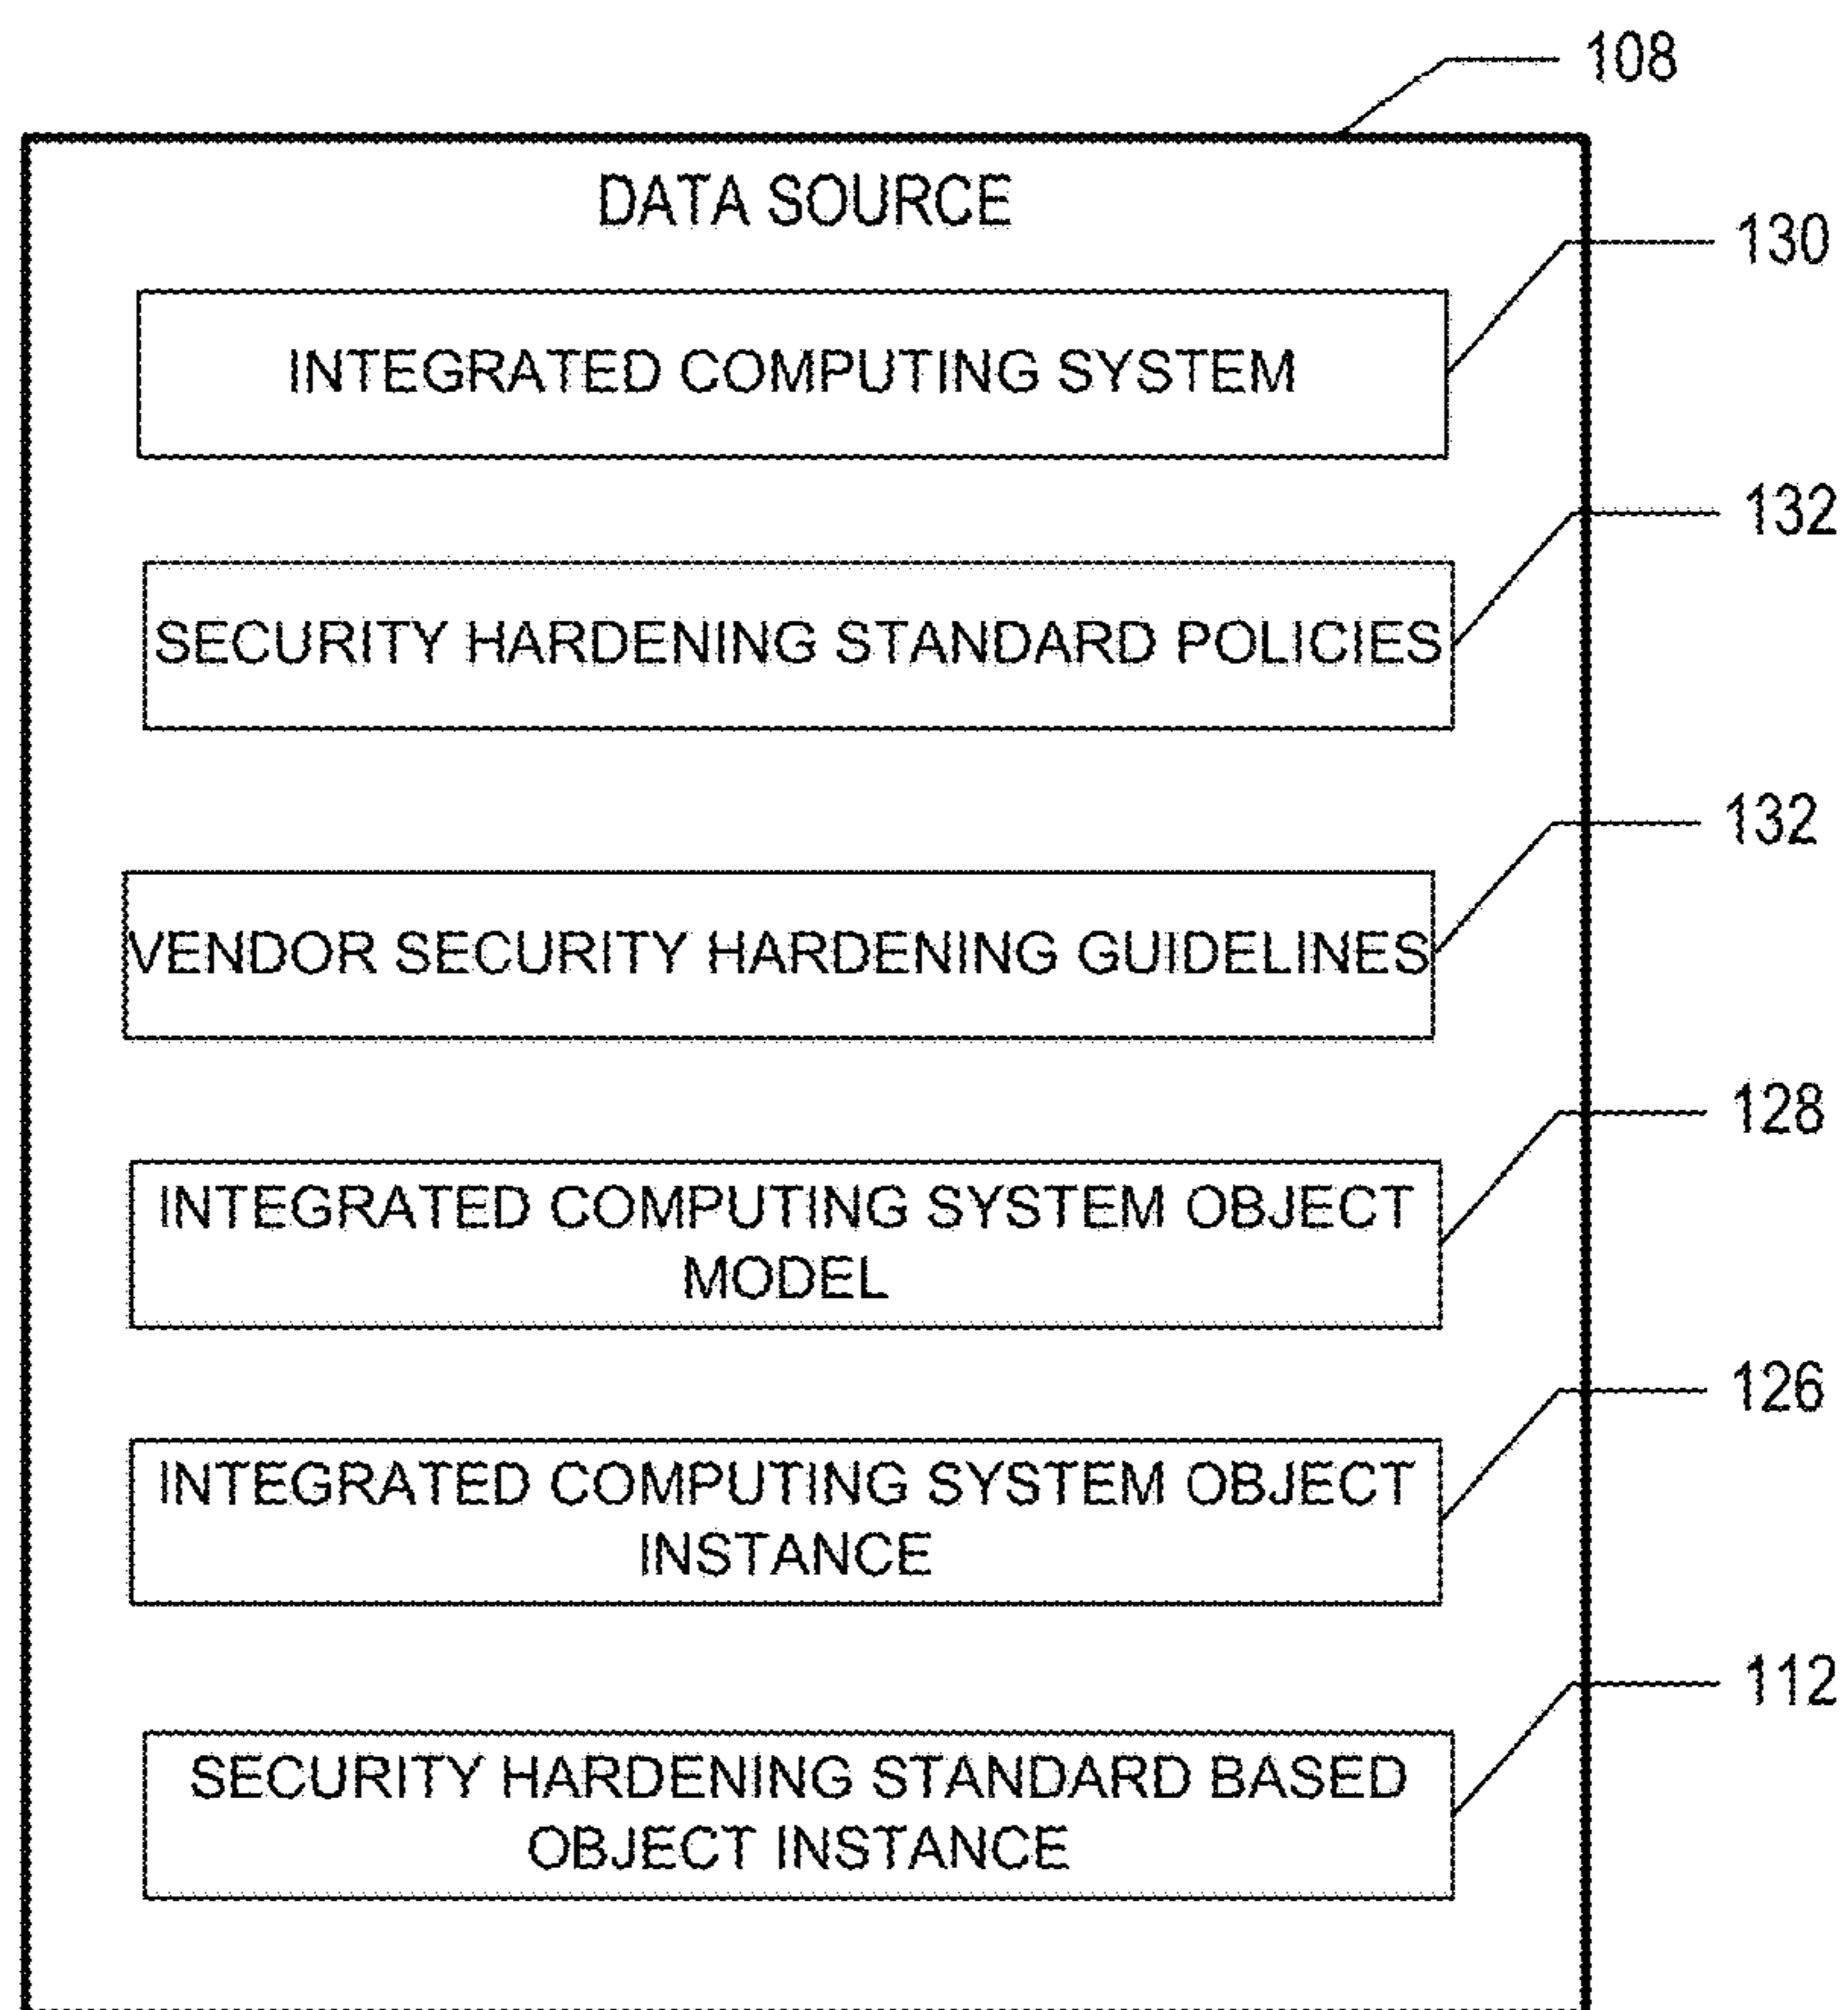 108
DATA SOURCE
130
INTEGRATED COMPUTING SYSTEM
132
SECURITY HARDENING STANDARD POLICIES
132
VENDOR SECURITY HARDENING GUIDELINES
128
INTEGRATED COMPUTING SYSTEM OBJECT
MODEL
126
INTEGRATED COMPUTING SYSTEM OBJECT
INSTANCE
112
SECURITY HARDENING STANDARD BASED
OBJECT INSTANCE